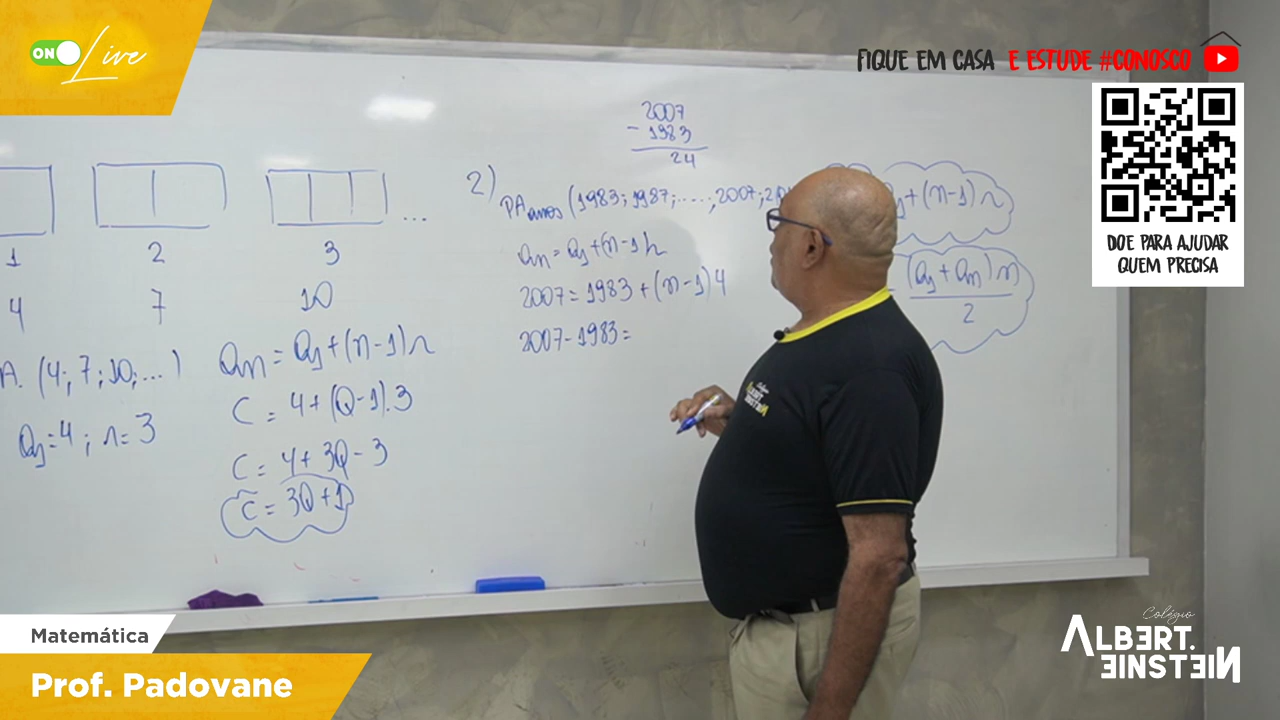 ON Live
FIQUE EM CASA E ESTUDE #CONOSCO
DOE PARA AJUDAR
QUEM PRECISA
1 2 3 ...
4 7 10
A. (4; 7; 10; ...)
a₁=4; r=3
aₙ = a₁+(n-1)r
C = 4+(Q-1).3
C = 4+3Q-3
C = 3Q+1
2007
- 1983
24
2) PA anos (1983; 1987; ....., 2007; 2
aₙ = a₁+(n-1)r
2007 = 1983+(n-1)4
2007-1983=
+(n-1)r
(a₁+aₙ)n
2
Colégio
ALBERT EINSTEIN
Colégio
ALBERT.
EINSTEIN
Matemática
Prof. Padovane